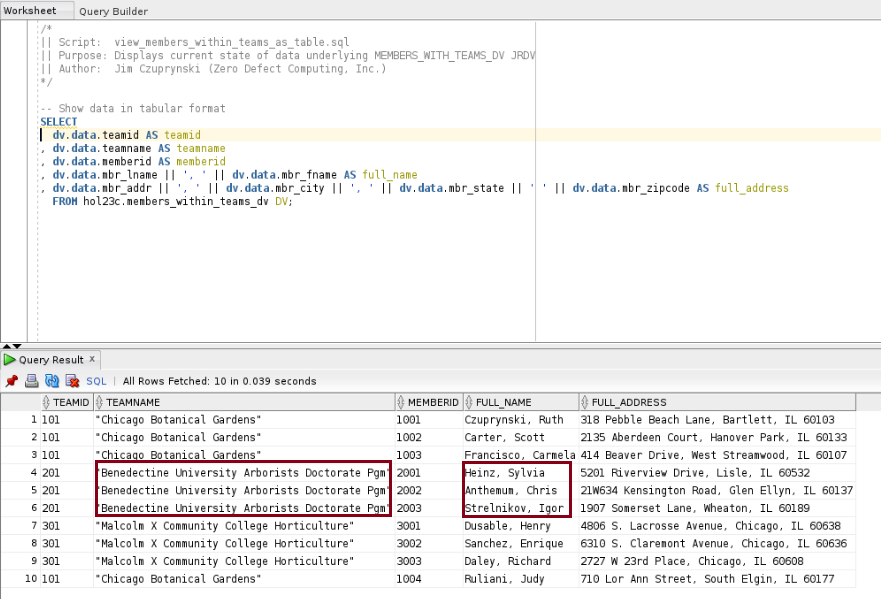 Worksheet Query Builder
/*
|| Script:  view_members_within_teams_as_table.sql
|| Purpose: Displays current state of data underlying MEMBERS_WITH_TEAMS_DV JRDV
|| Author:  Jim Czuprynski (Zero Defect Computing, Inc.)
*/
-- Show data in tabular format
SELECT
dv.data.teamid AS teamid
, dv.data.teamname AS teamname
, dv.data.memberid AS memberid
, dv.data.mbr_lname || ', ' || dv.data.mbr_fname AS full_name
, dv.data.mbr_addr || ', ' || dv.data.mbr_city || ', ' || dv.data.mbr_state || ' ' || dv.data.mbr_zipcode AS full_address
FROM hol23c.members_within_teams_dv DV;
Query Result x
SQL | All Rows Fetched: 10 in 0.039 seconds
TEAMID TEAMNAME MEMBERID FULL_NAME FULL_ADDRESS
1 101 "Chicago Botanical Gardens" 1001 Czuprynski, Ruth 318 Pebble Beach Lane, Bartlett, IL 60103
2 101 "Chicago Botanical Gardens" 1002 Carter, Scott 2135 Aberdeen Court, Hanover Park, IL 60133
3 101 "Chicago Botanical Gardens" 1003 Francisco, Carmela 414 Beaver Drive, West Streamwood, IL 60107
4 201 "Benedectine University Arborists Doctorate Pgm" 2001 Heinz, Sylvia 5201 Riverview Drive, Lisle, IL 60532
5 201 "Benedectine University Arborists Doctorate Pgm" 2002 Anthemum, Chris 21W634 Kensington Road, Glen Ellyn, IL 60137
6 201 "Benedectine University Arborists Doctorate Pgm" 2003 Strelnikov, Igor 1907 Somerset Lane, Wheaton, IL 60189
7 301 "Malcolm X Community College Horticulture" 3001 Dusable, Henry 4806 S. Lacrosse Avenue, Chicago, IL 60638
8 301 "Malcolm X Community College Horticulture" 3002 Sanchez, Enrique 6310 S. Claremont Avenue, Chicago, IL 60636
9 301 "Malcolm X Community College Horticulture" 3003 Daley, Richard 2727 W 23rd Place, Chicago, IL 60608
10 101 "Chicago Botanical Gardens" 1004 Ruliani, Judy 710 Lor Ann Street, South Elgin, IL 60177